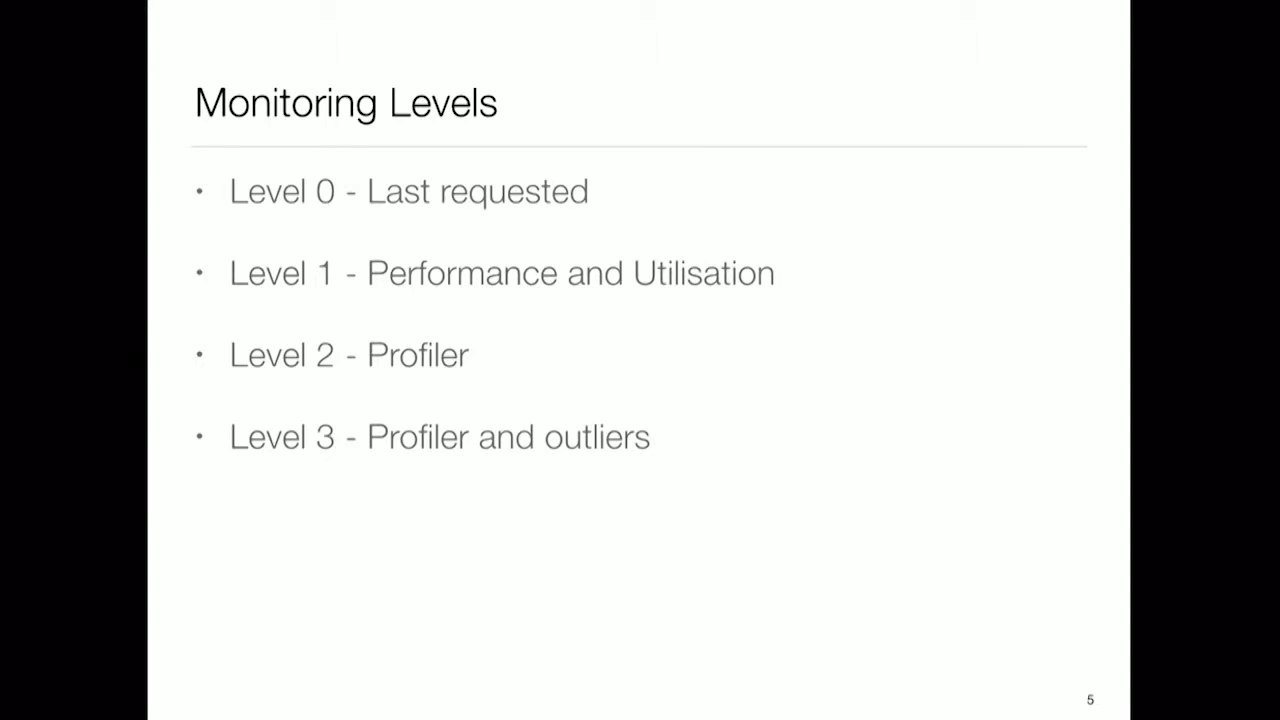 Monitoring Levels
• Level 0 - Last requested
• Level 1 - Performance and Utilisation
• Level 2 - Profiler
• Level 3 - Profiler and outliers
5